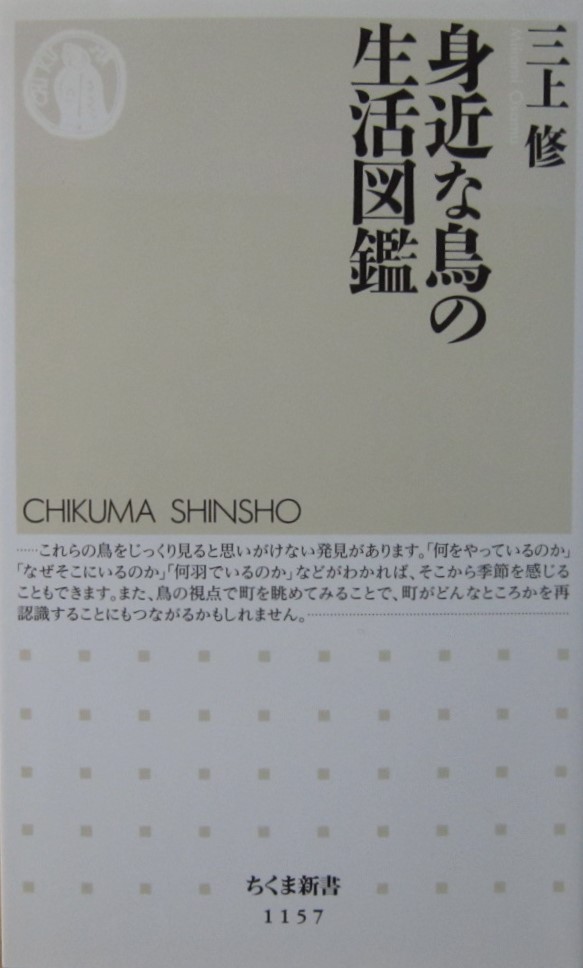 三上 修
Mikami Osamu
身近な鳥の
生活図鑑
CHIKUMA SHINSHO
……これらの鳥をじっくり見ると思いがけない発見があります。「何をやっているのか」
「なぜそこにいるのか」「何羽でいるのか」などがわかれば、そこから季節を感じる
こともできます。また、鳥の視点で町を眺めてみることで、町がどんなところかを再
認識することにもつながるかもしれません。……………………………
ちくま新書
1157